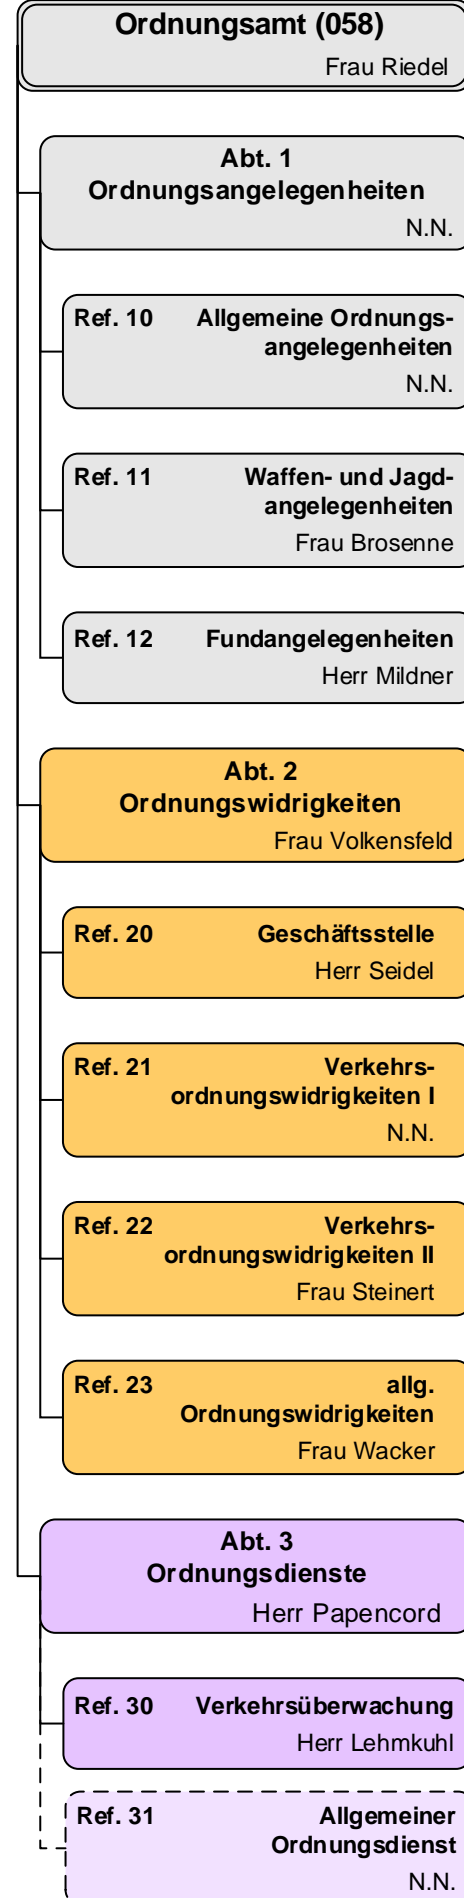 Ordnungsamt (058)
Frau Riedel
Abt. 1
Ordnungsangelegenheiten
N.N.
Ref. 10 Allgemeine Ordnungs-
angelegenheiten
N.N.
Ref. 11 Waffen- und Jagd-
angelegenheiten
Frau Brosenne
Ref. 12 Fundangelegenheiten
Herr Mildner
Abt. 2
Ordnungswidrigkeiten
Frau Volkensfeld
Ref. 20 Geschäftsstelle
Herr Seidel
Ref. 21 Verkehrs-
ordnungswidrigkeiten I
N.N.
Ref. 22 Verkehrs-
ordnungswidrigkeiten II
Frau Steinert
Ref. 23 allg.
Ordnungswidrigkeiten
Frau Wacker
Abt. 3
Ordnungsdienste
Herr Papencord
Ref. 30 Verkehrsüberwachung
Herr Lehmkuhl
Ref. 31 Allgemeiner
Ordnungsdienst
N.N.